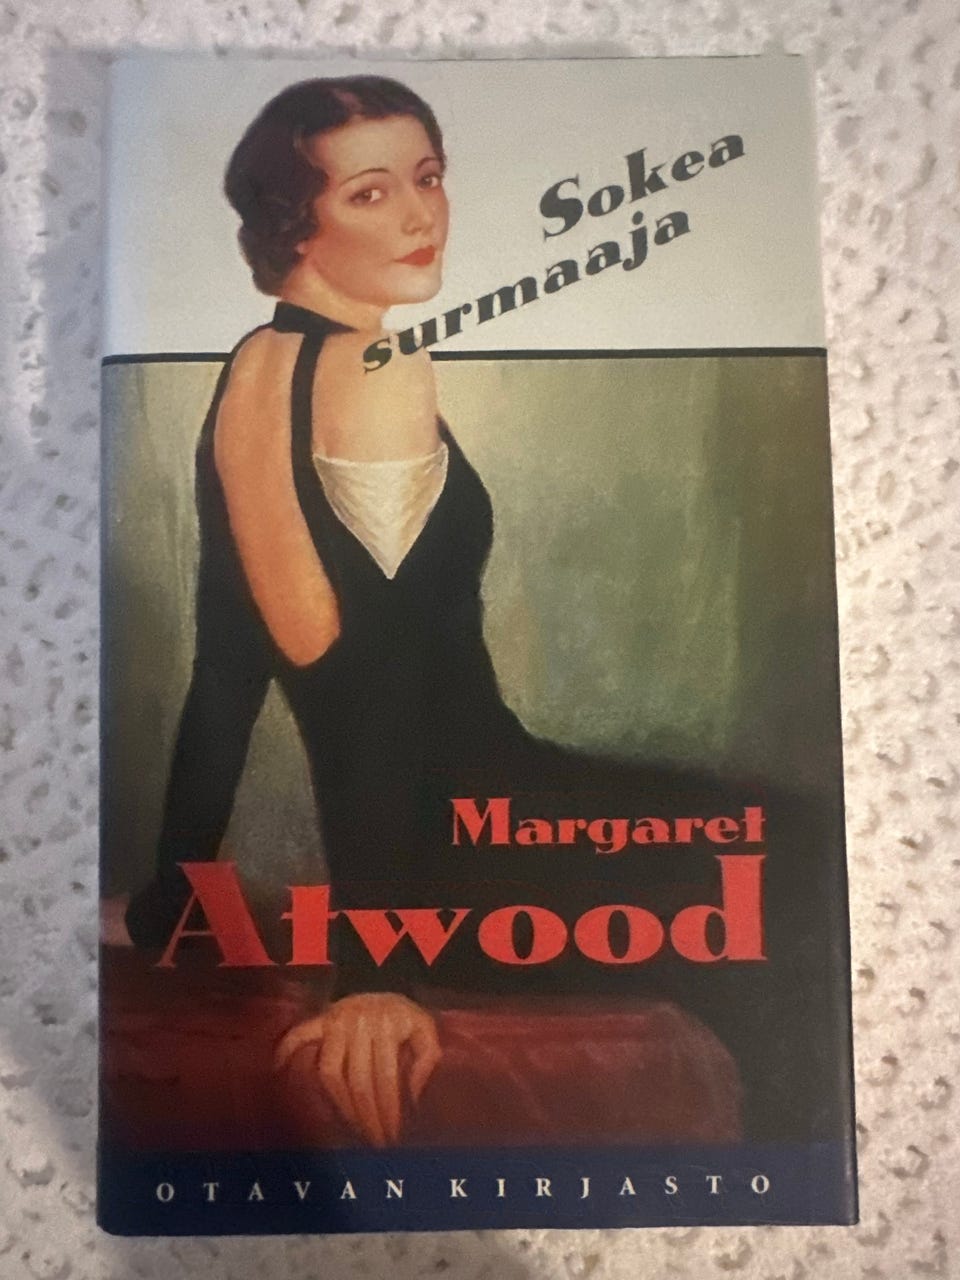 Sokea
surmaaja
Margaret
Atwood
OTAVAN KIRJASTO